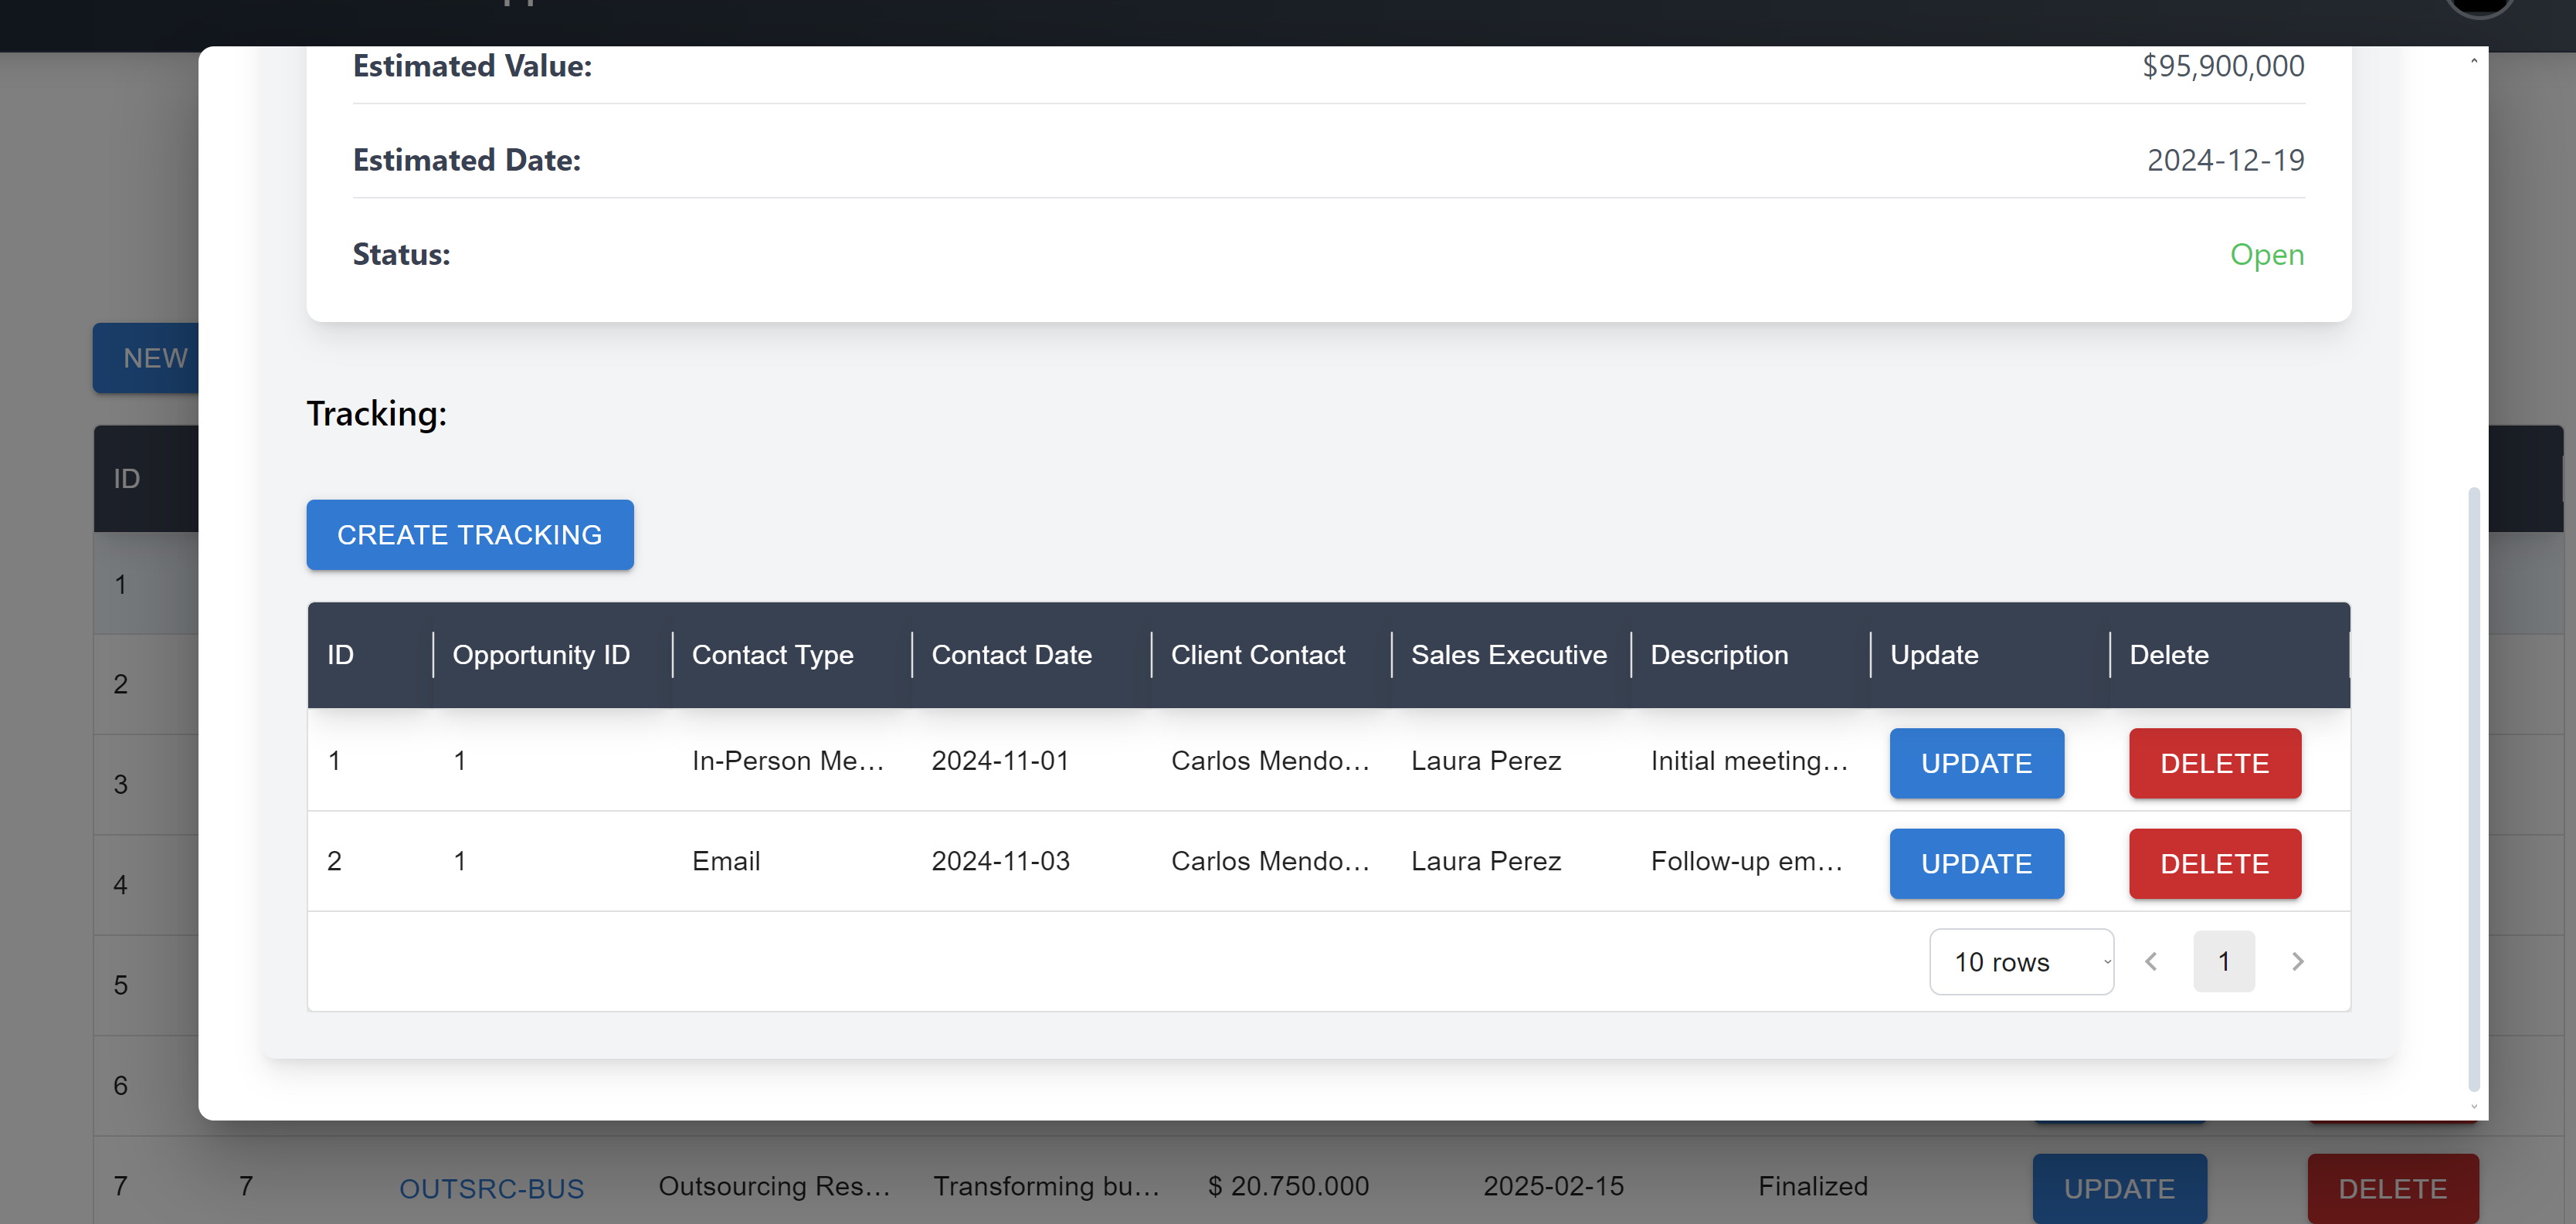 Estimated Value: $95,900,000
Estimated Date: 2024-12-19
Status: Open
NEW
Tracking:
ID
CREATE TRACKING
1
2
3
4
5
6
ID Opportunity ID Contact Type Contact Date Client Contact Sales Executive Description Update Delete
1 1 In-Person Me... 2024-11-01 Carlos Mendo... Laura Perez Initial meeting... UPDATE DELETE
2 1 Email 2024-11-03 Carlos Mendo... Laura Perez Follow-up em... UPDATE DELETE
10 rows 1
7 7 OUTSRC-BUS Outsourcing Res... Transforming bu... $ 20.750.000 2025-02-15 Finalized UPDATE DELETE